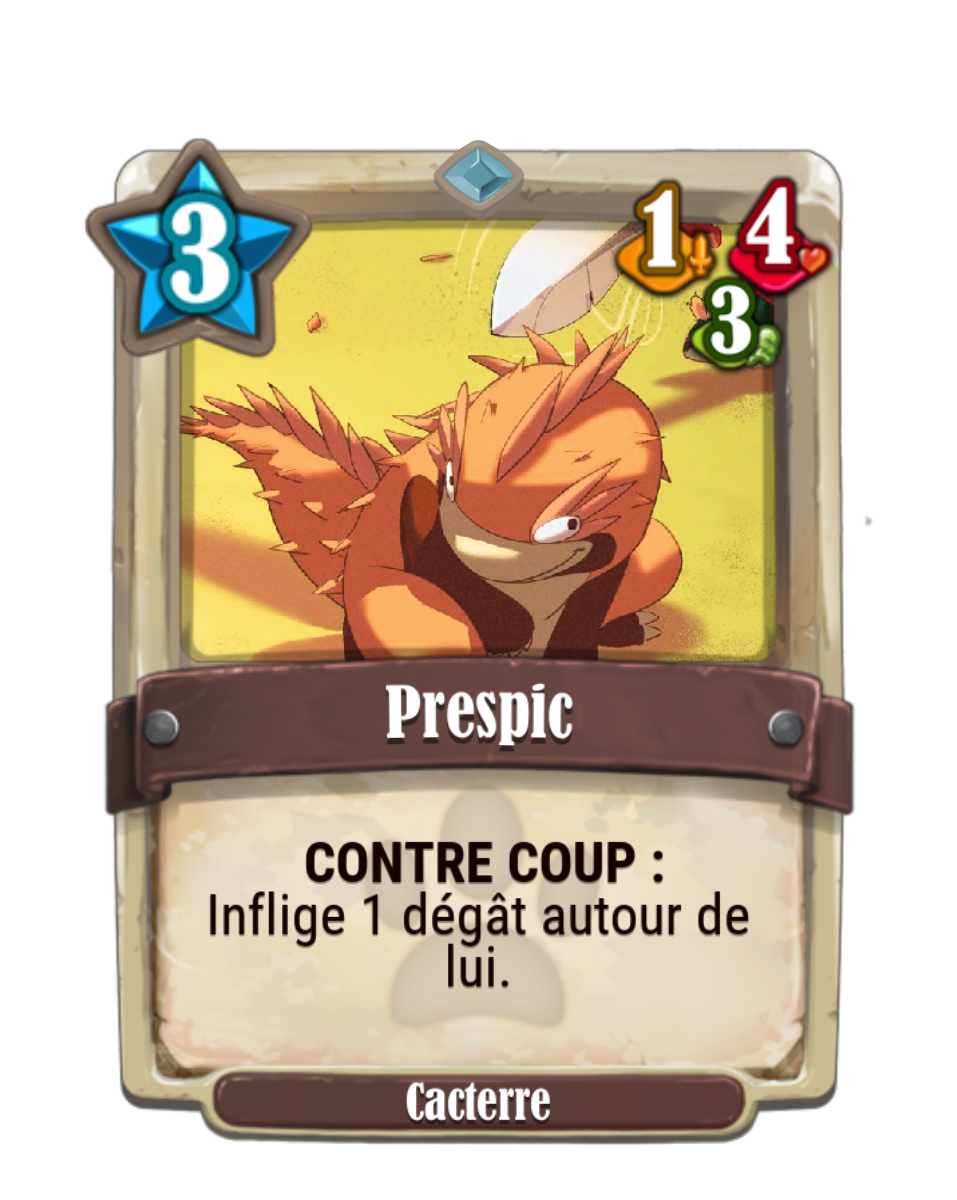 3
1
4
3
Prespic
CONTRE COUP :
Inflige 1 dégât autour de
lui.
Cacterre